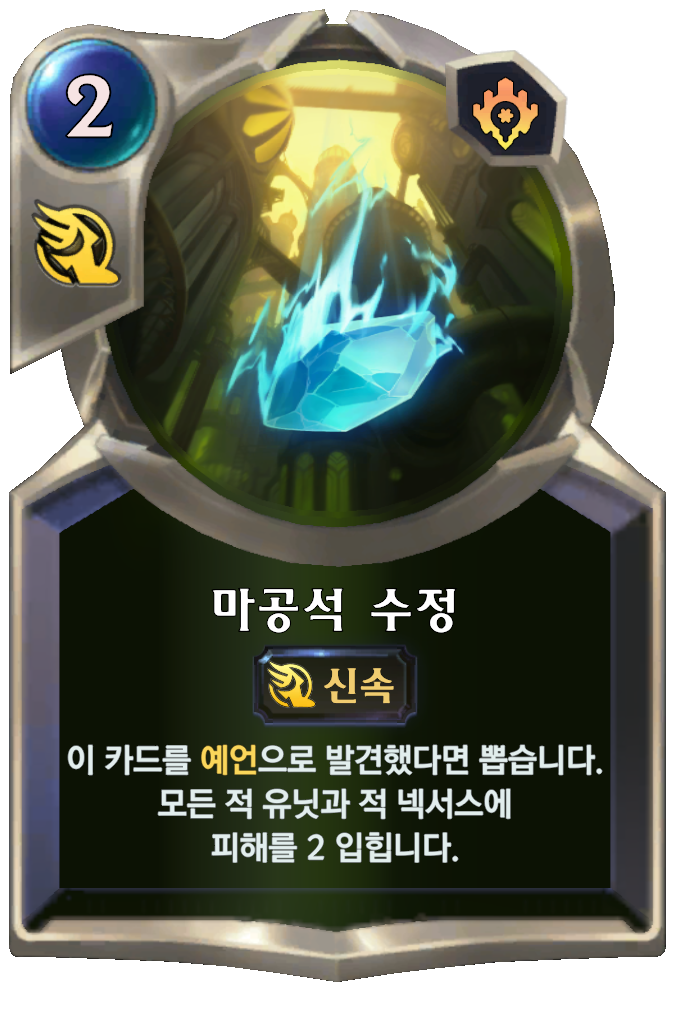 2
마공석 수정
신속
이 카드를 예언으로 발견했다면 뽑습니다.
모든 적 유닛과 적 넥서스에
피해를 2 입힙니다.